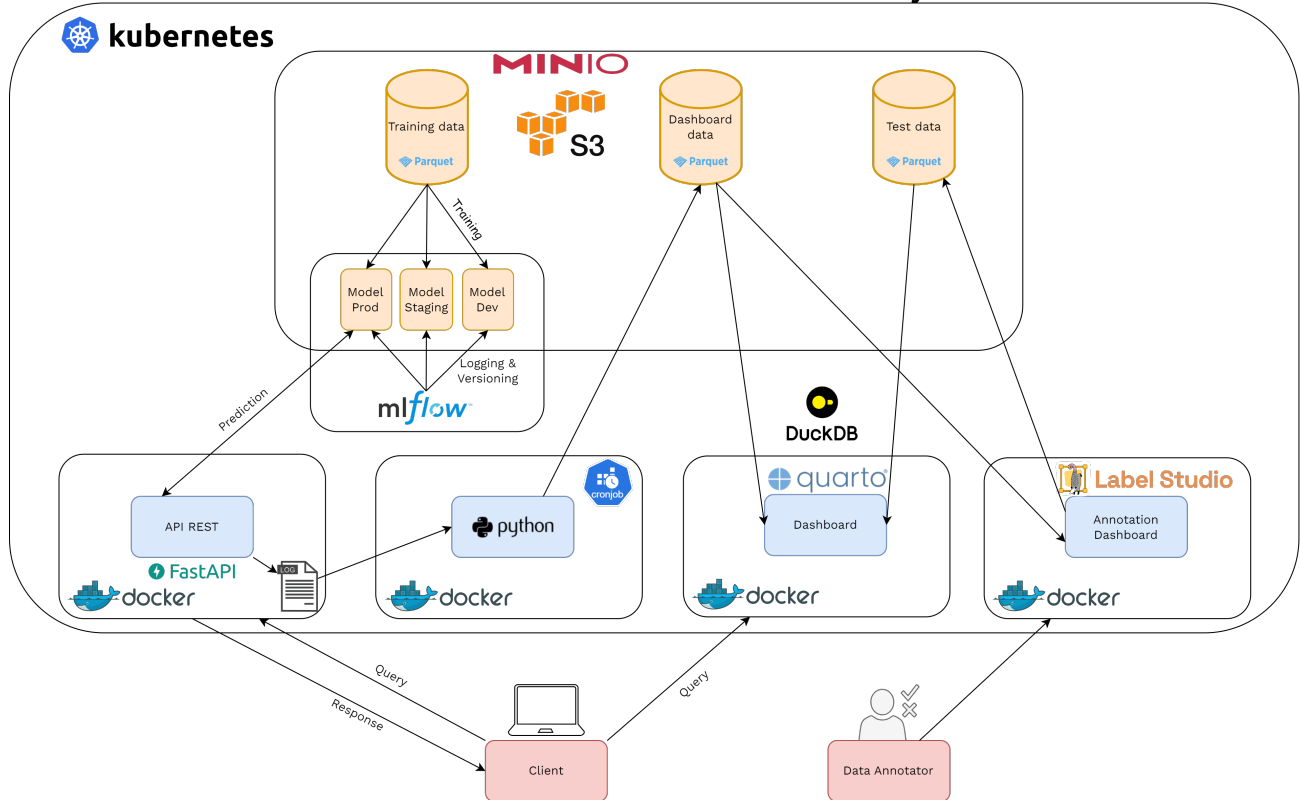 kubernetes
MINIO
Training data
Parquet
S3
Dashboard
data
Parquet
Test data
Parquet
Training
Model
Prod
Model
Staging
Model
Dev
Logging &
Versioning
mlflow™
Prediction
DuckDB
API REST
FastAPI
docker
LOG
cronjob
python
docker
quarto®
Dashboard
docker
Label Studio
Annotation
Dashboard
docker
Query
Response
Query
Client
Data Annotator